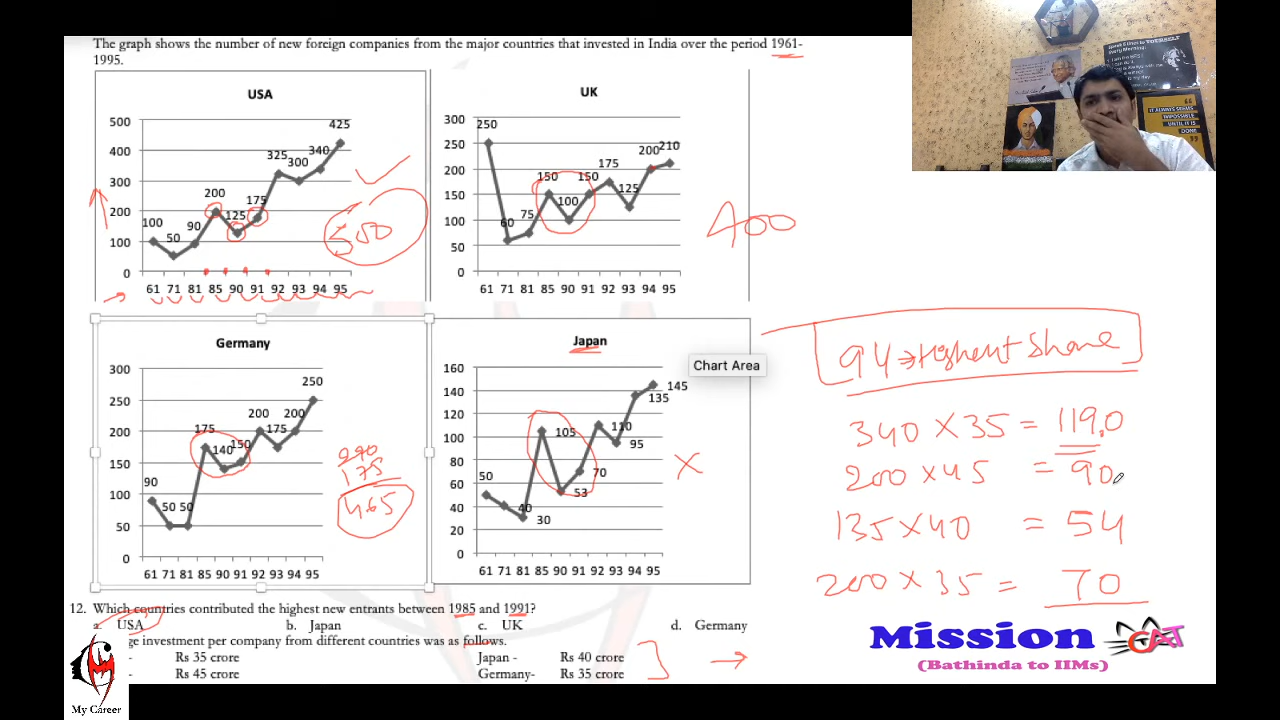 The graph shows the number of new foreign companies from the major countries that invested in India over the period 1961-
1995.
USA
500
400
300
200
100
0
100
50
90
200
125
175
325
300
340
425
61 71 81 85 90 91 92 93 94 95
550
UK
300
250
200
150
100
50
0
250
60
75
150
100
150
175
125
200
210
61 71 81 85 90 91 92 93 94 95
400
Germany
300
250
200
150
100
50
0
90
50
50
175
140
150
200
175
200
250
61 71 81 85 90 91 92 93 94 95
290
175
465
Japan
160
140
120
100
80
60
40
20
0
50
40
30
105
53
70
110
95
135
145
61 71 81 85 90 91 92 93 94 95
Chart Area
94 → Highest Share
340 X 35 = 119.0
200 x 45 = 90
135 x 40 = 54
200 x 35 = 70
12. Which countries contributed the highest new entrants between 1985 and 1991?
a. USA b. Japan c. UK d. Germany
ge investment per company from different countries was as follows.
- Rs 35 crore Japan - Rs 40 crore
- Rs 45 crore Germany- Rs 35 crore
My Career
Mission CAT
(Bathinda to IIMs)
IT ALWAYS SEEMS
IMPOSSIBLE
UNTIL IT IS
DONE